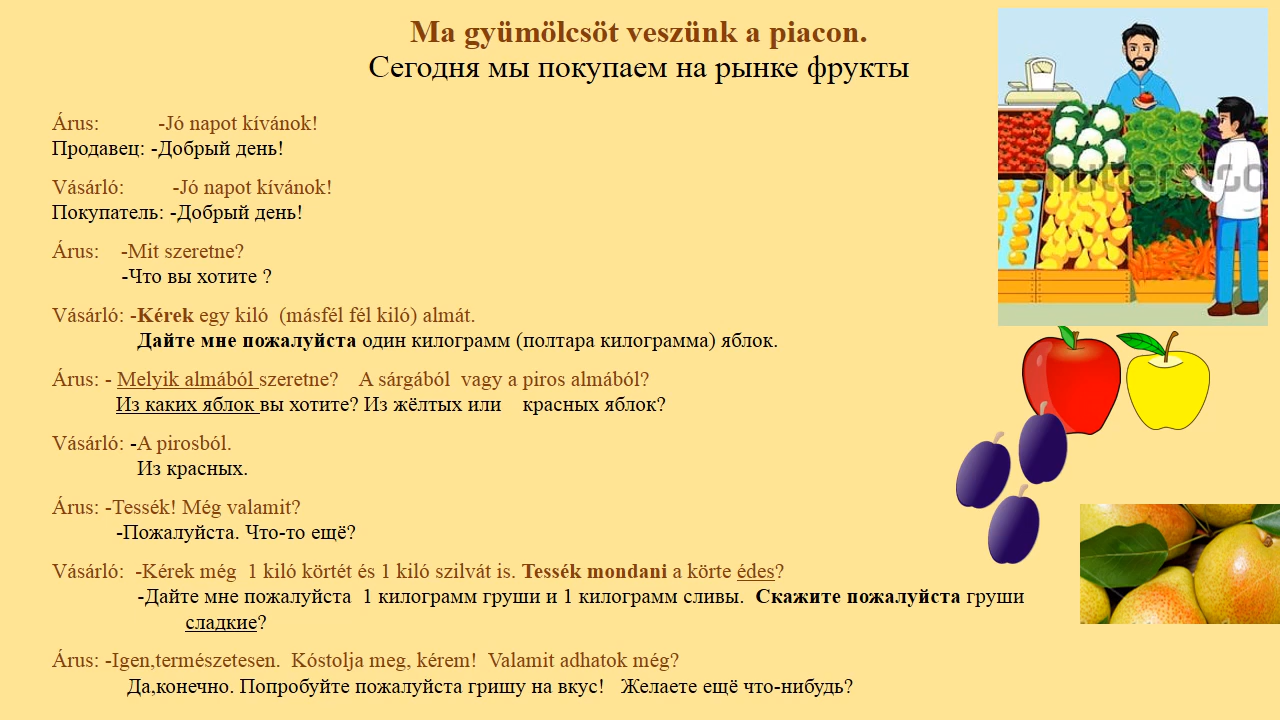 Ma gyümölcsöt veszünk a piacon.
Сегодня мы покупаем на рынке фрукты
Árus: -Jó napot kívánok!
Продавец: -Добрый день!
Vásárló: -Jó napot kívánok!
Покупатель: -Добрый день!
Árus: -Mit szeretne?
-Что вы хотите ?
Vásárló: -Kérek egy kiló (másfél fél kiló) almát.
Дайте мне пожалуйста один килограмм (полтара килограмма) яблок.
Árus: - Melyik almából szeretne? A sárgából vagy a piros almából?
Из каких яблок вы хотите? Из жёлтых или красных яблок?
Vásárló: -A pirosból.
Из красных.
Árus: -Tessék! Még valamit?
-Пожалуйста. Что-то ещё?
Vásárló: -Kérek még 1 kiló körtét és 1 kiló szilvát is. Tessék mondani a körte édes?
-Дайте мне пожалуйста 1 килограмм груши и 1 килограмм сливы. Скажите пожалуйста груши
сладкие?
Árus: -Igen,természetesen. Kóstolja meg, kérem! Valamit adhatok még?
Да,конечно. Попробуйте пожалуйста гришу на вкус! Желаете ещё что-нибудь?